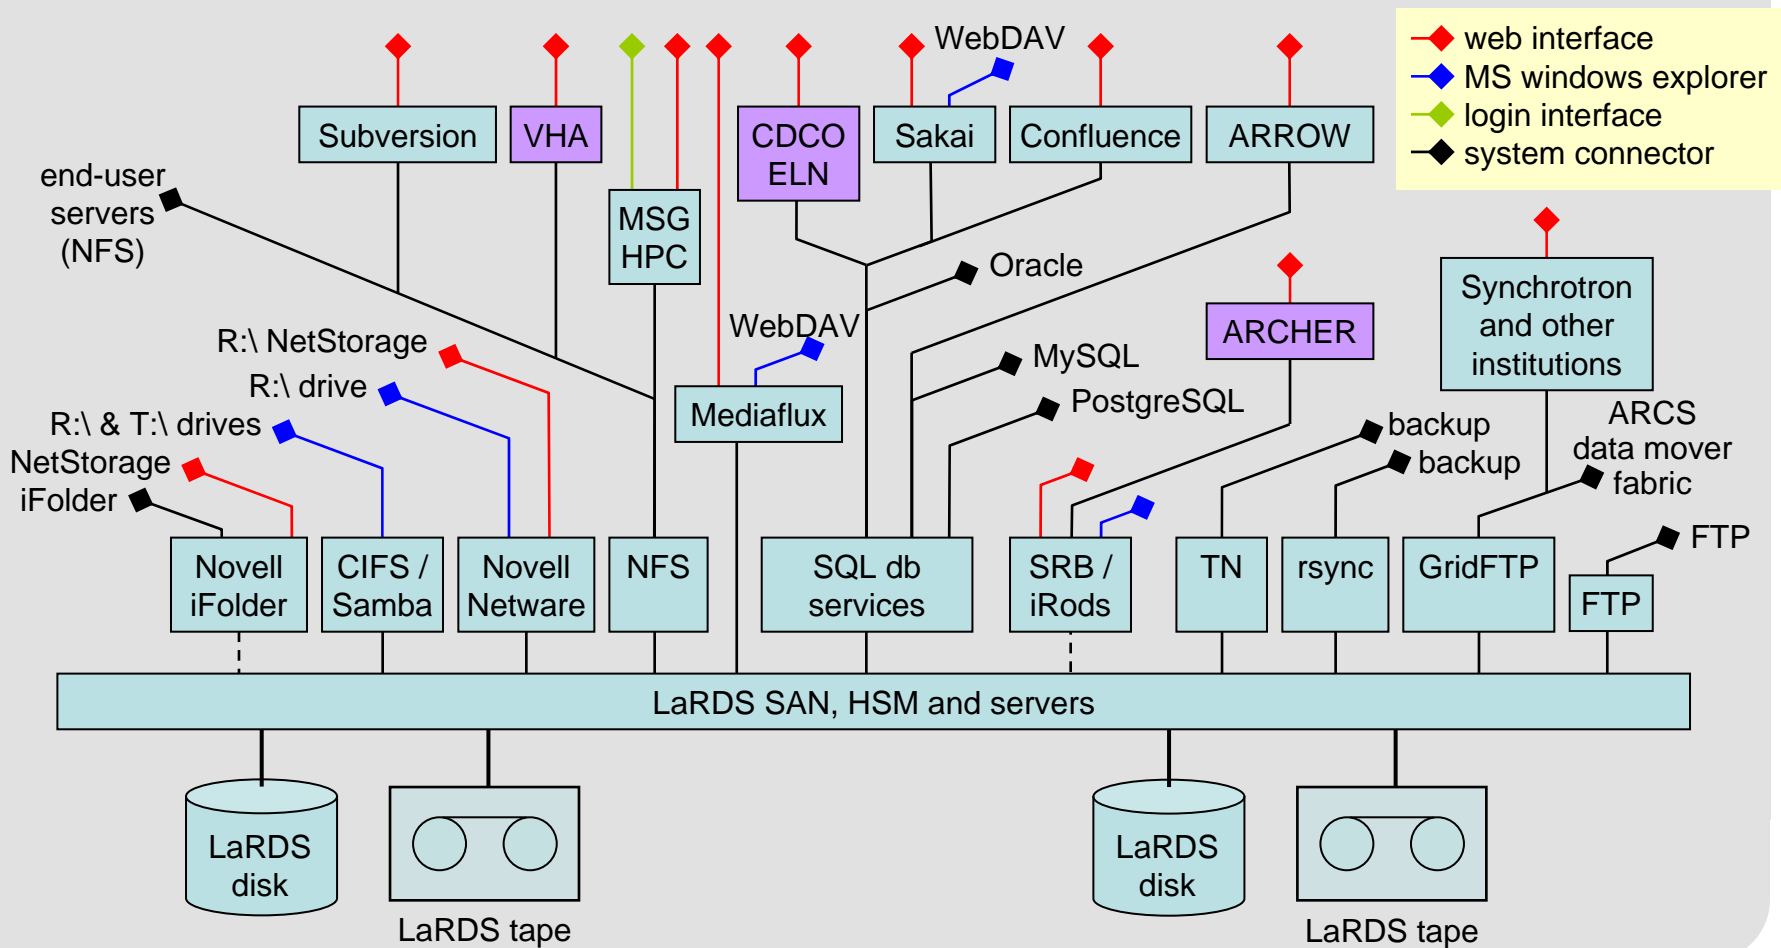 WebDAV
web interface
MS windows explorer
login interface
system connector
Subversion
VHA
CDCO
ELN
Sakai
Confluence
ARROW
end-user
servers
(NFS)
MSG
HPC
Oracle
Synchrotron
and other
institutions
ARCHER
WebDAV
R:\ NetStorage
MySQL
R:\ drive
Mediaflux
PostgreSQL
R:\ & T:\ drives
backup
ARCS
data mover
fabric
NetStorage
backup
iFolder
FTP
Novell
iFolder
CIFS /
Samba
Novell
Netware
NFS
SQL db
services
SRB /
iRods
TN
rsync
GridFTP
FTP
LaRDS SAN, HSM and servers
LaRDS
disk
LaRDS tape
LaRDS
disk
LaRDS tape